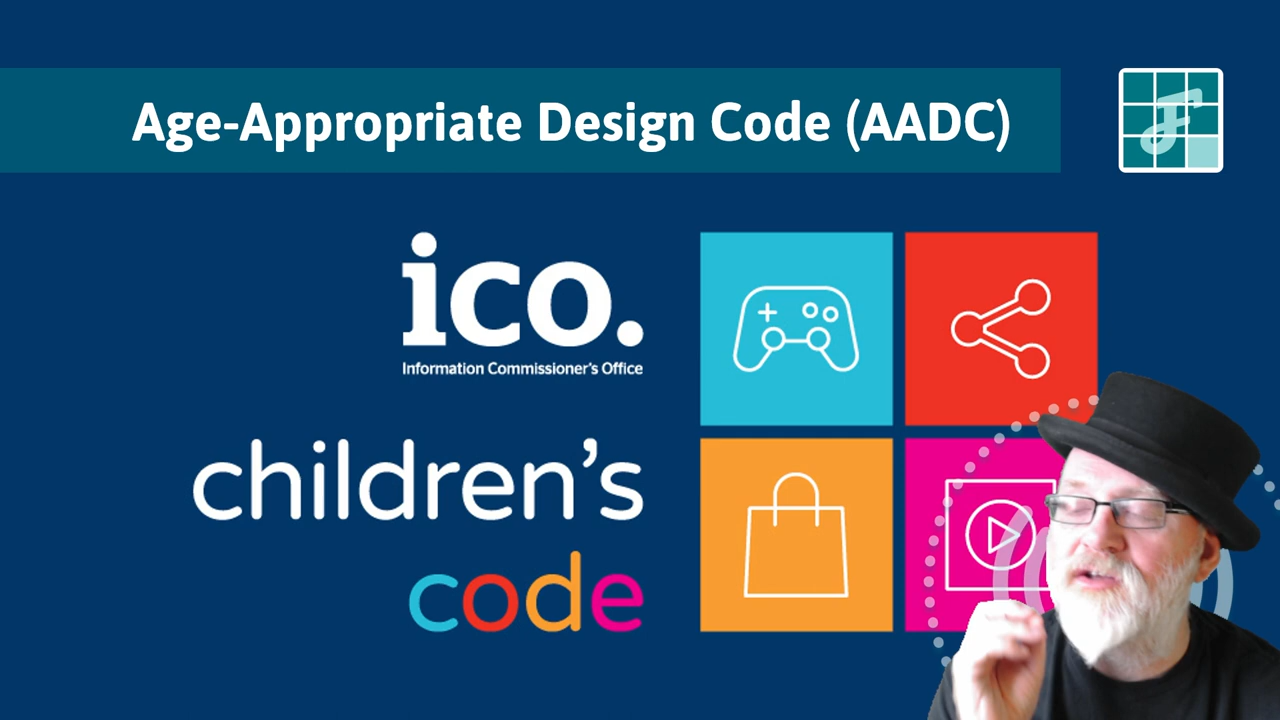 Age-Appropriate Design Code (AADC)
F
ico.
Information Commissioner's Office
children's
code